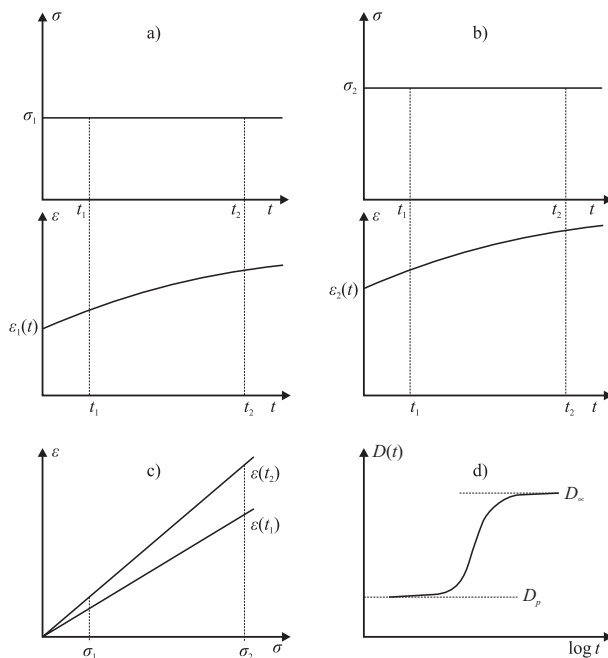 σ
a)
σ₁
t₁
t₂
t
ε
ε₁(t)
t₁
t₂
t
σ
b)
σ₂
t₁
t₂
t
ε
ε₂(t)
t₁
t₂
t
ε
c)
ε(t₂)
ε(t₁)
σ₁
σ₂
σ
D(t)
d)
D∞
Dₚ
log t